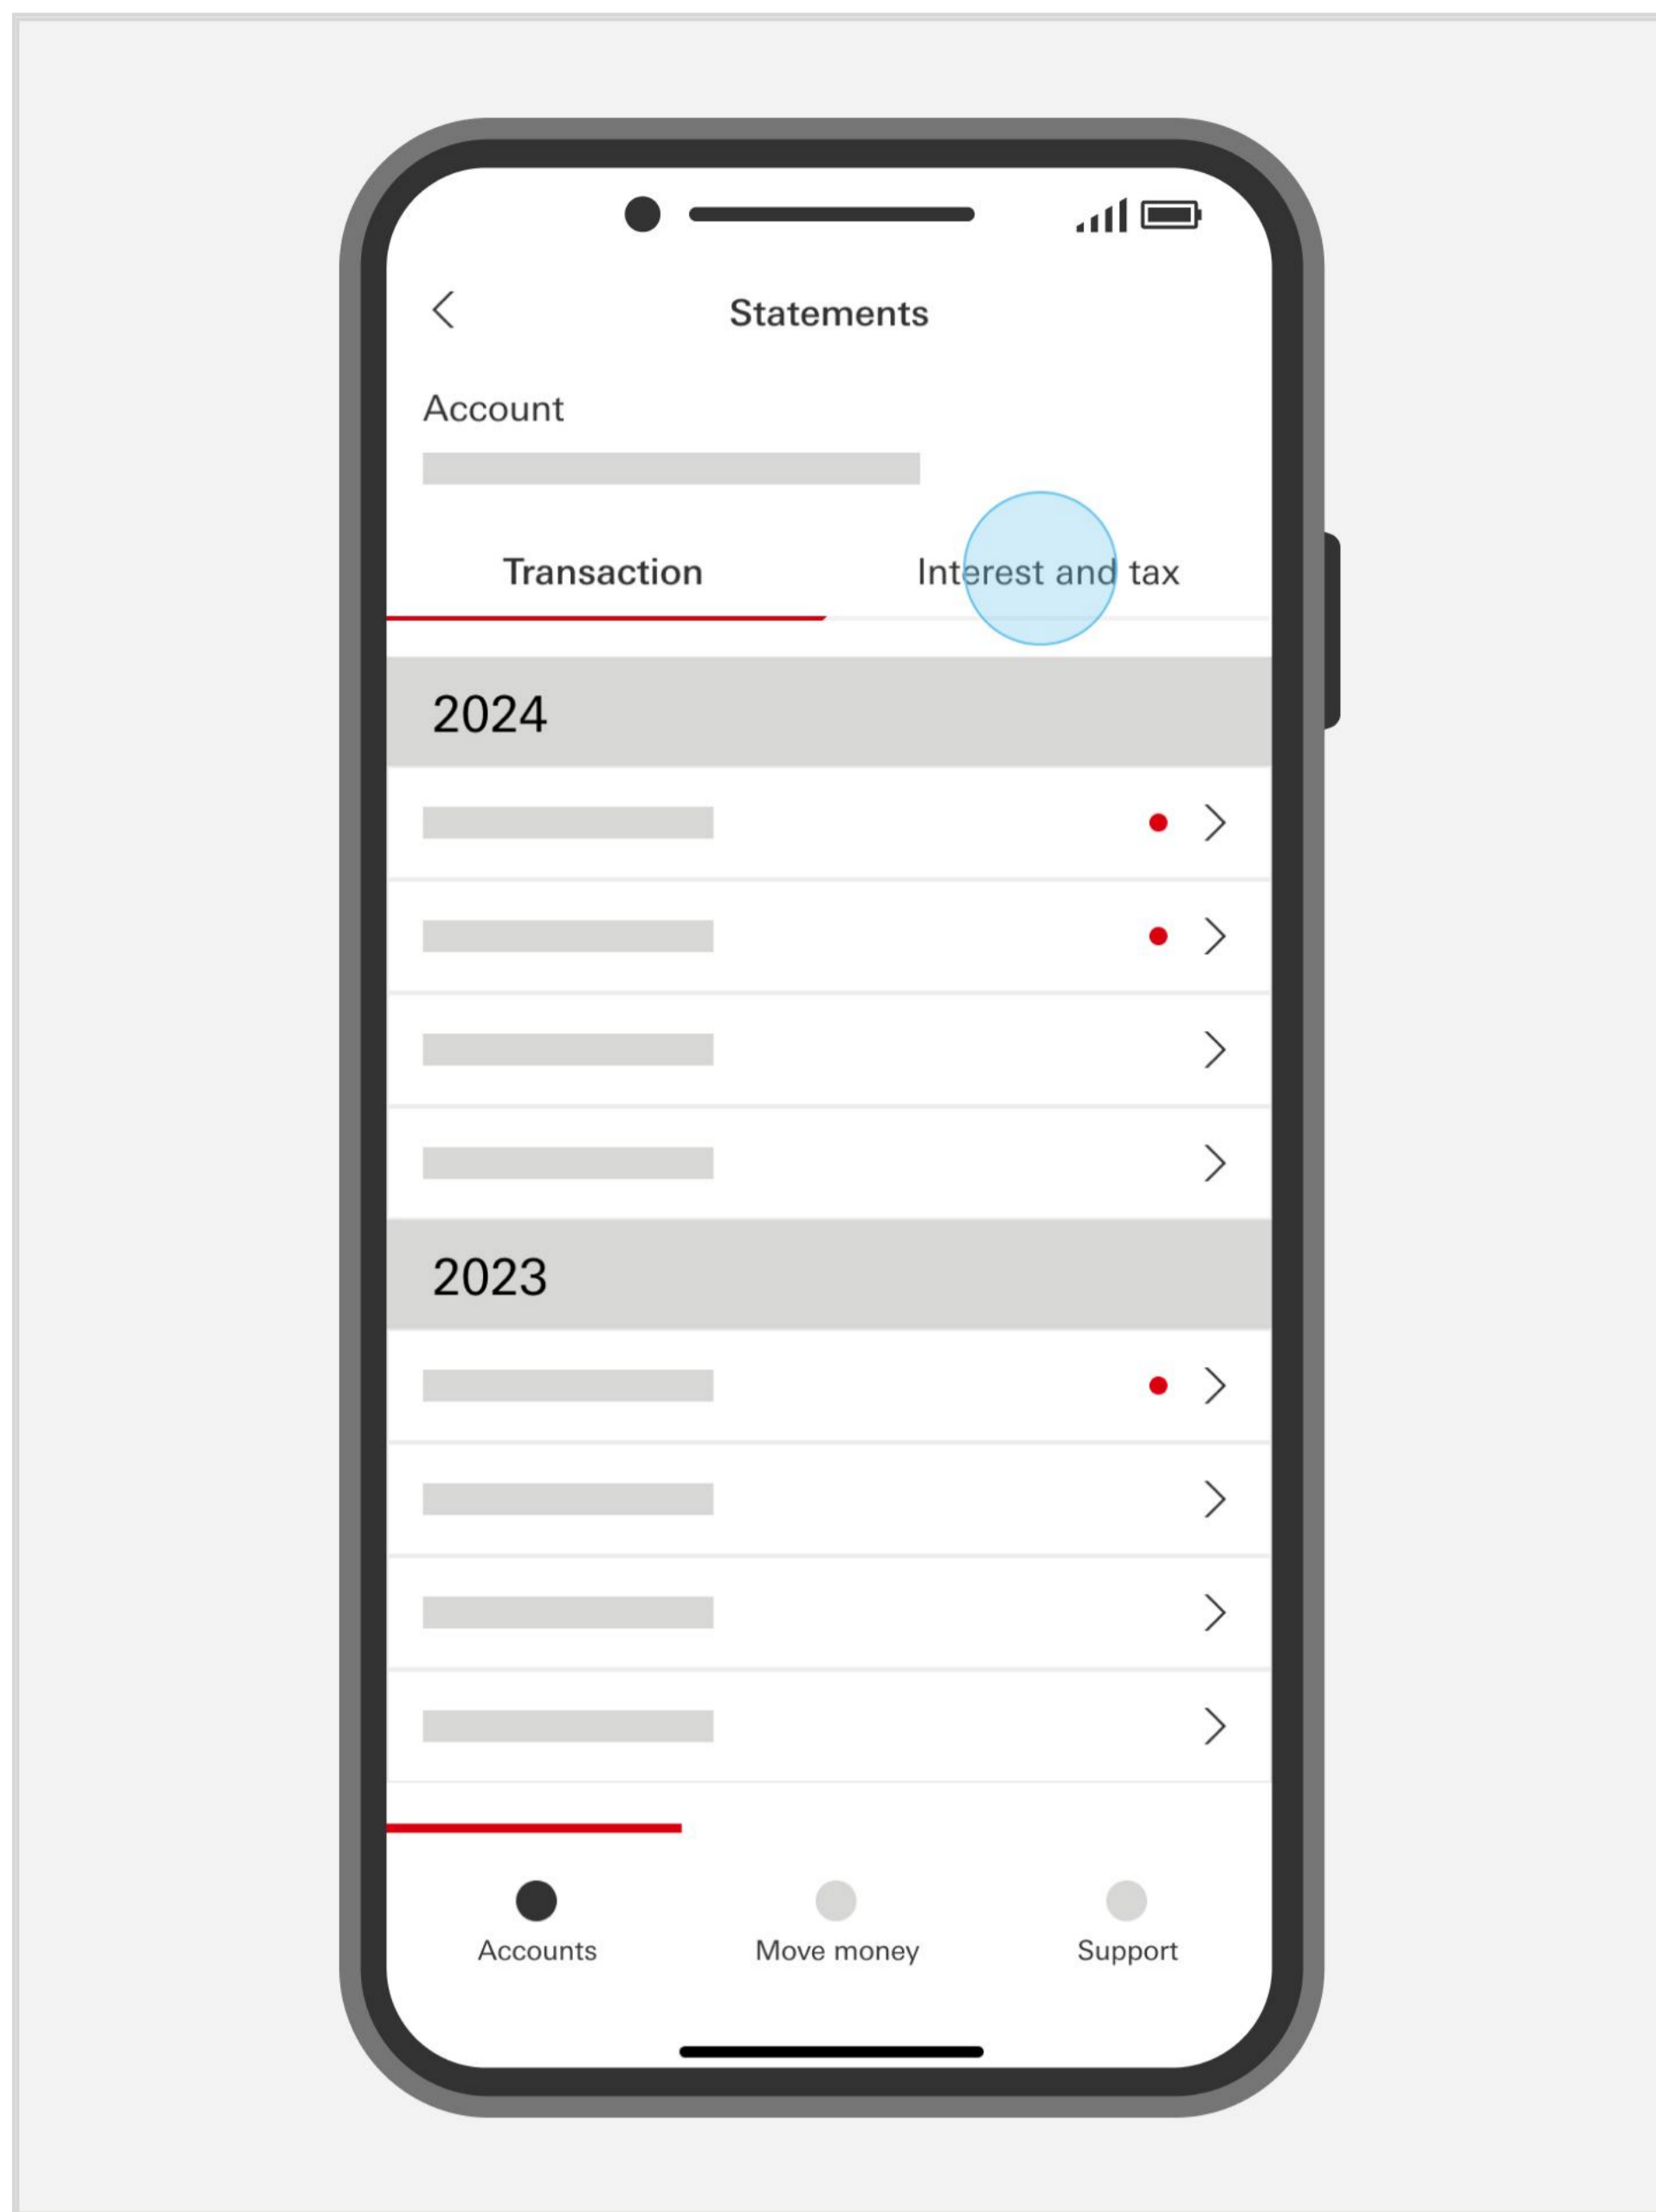 Statements
Account
Transaction
Interest and tax
2024
2023
Accounts
Move money
Support